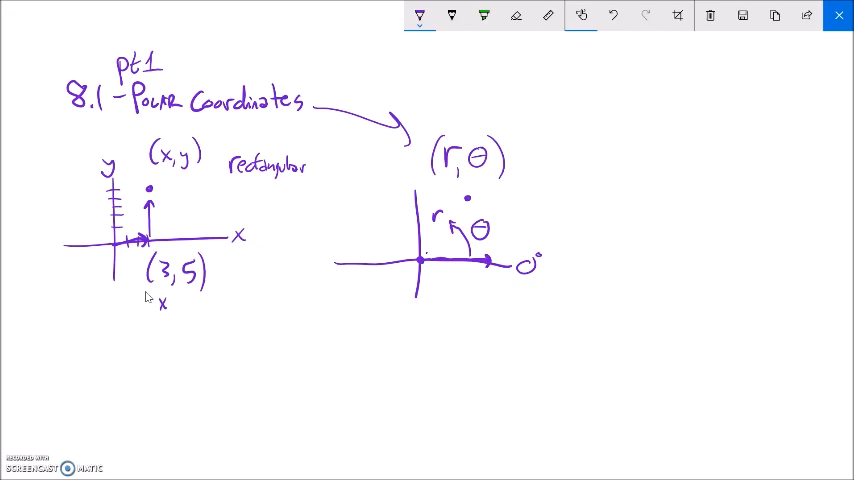 pt1
8.1 - Polar Coordinates
(x, y)
rectangular
y
x
(3, 5)
x
(r, θ)
r
θ
0°
RECORDED WITH
SCREENCAST MATIC